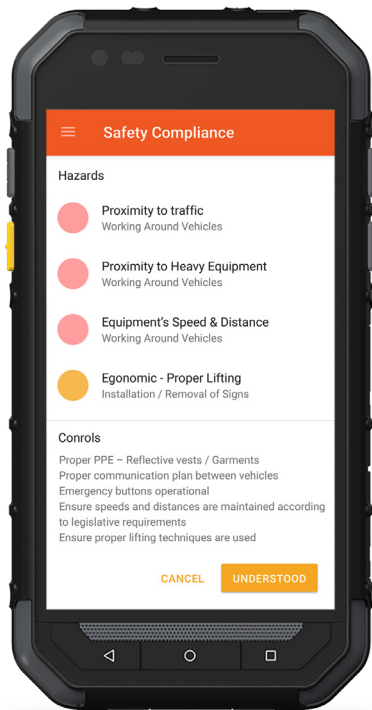 Safety Compliance
Hazards
Proximity to traffic
Working Around Vehicles
Proximity to Heavy Equipment
Working Around Vehicles
Equipment's Speed & Distance
Working Around Vehicles
Egonomic - Proper Lifting
Installation / Removal of Signs
Conrols
Proper PPE – Reflective vests / Garments
Proper communication plan between vehicles
Emergency buttons operational
Ensure speeds and distances are maintained according
to legislative requirements
Ensure proper lifting techniques are used
CANCEL
UNDERSTOOD